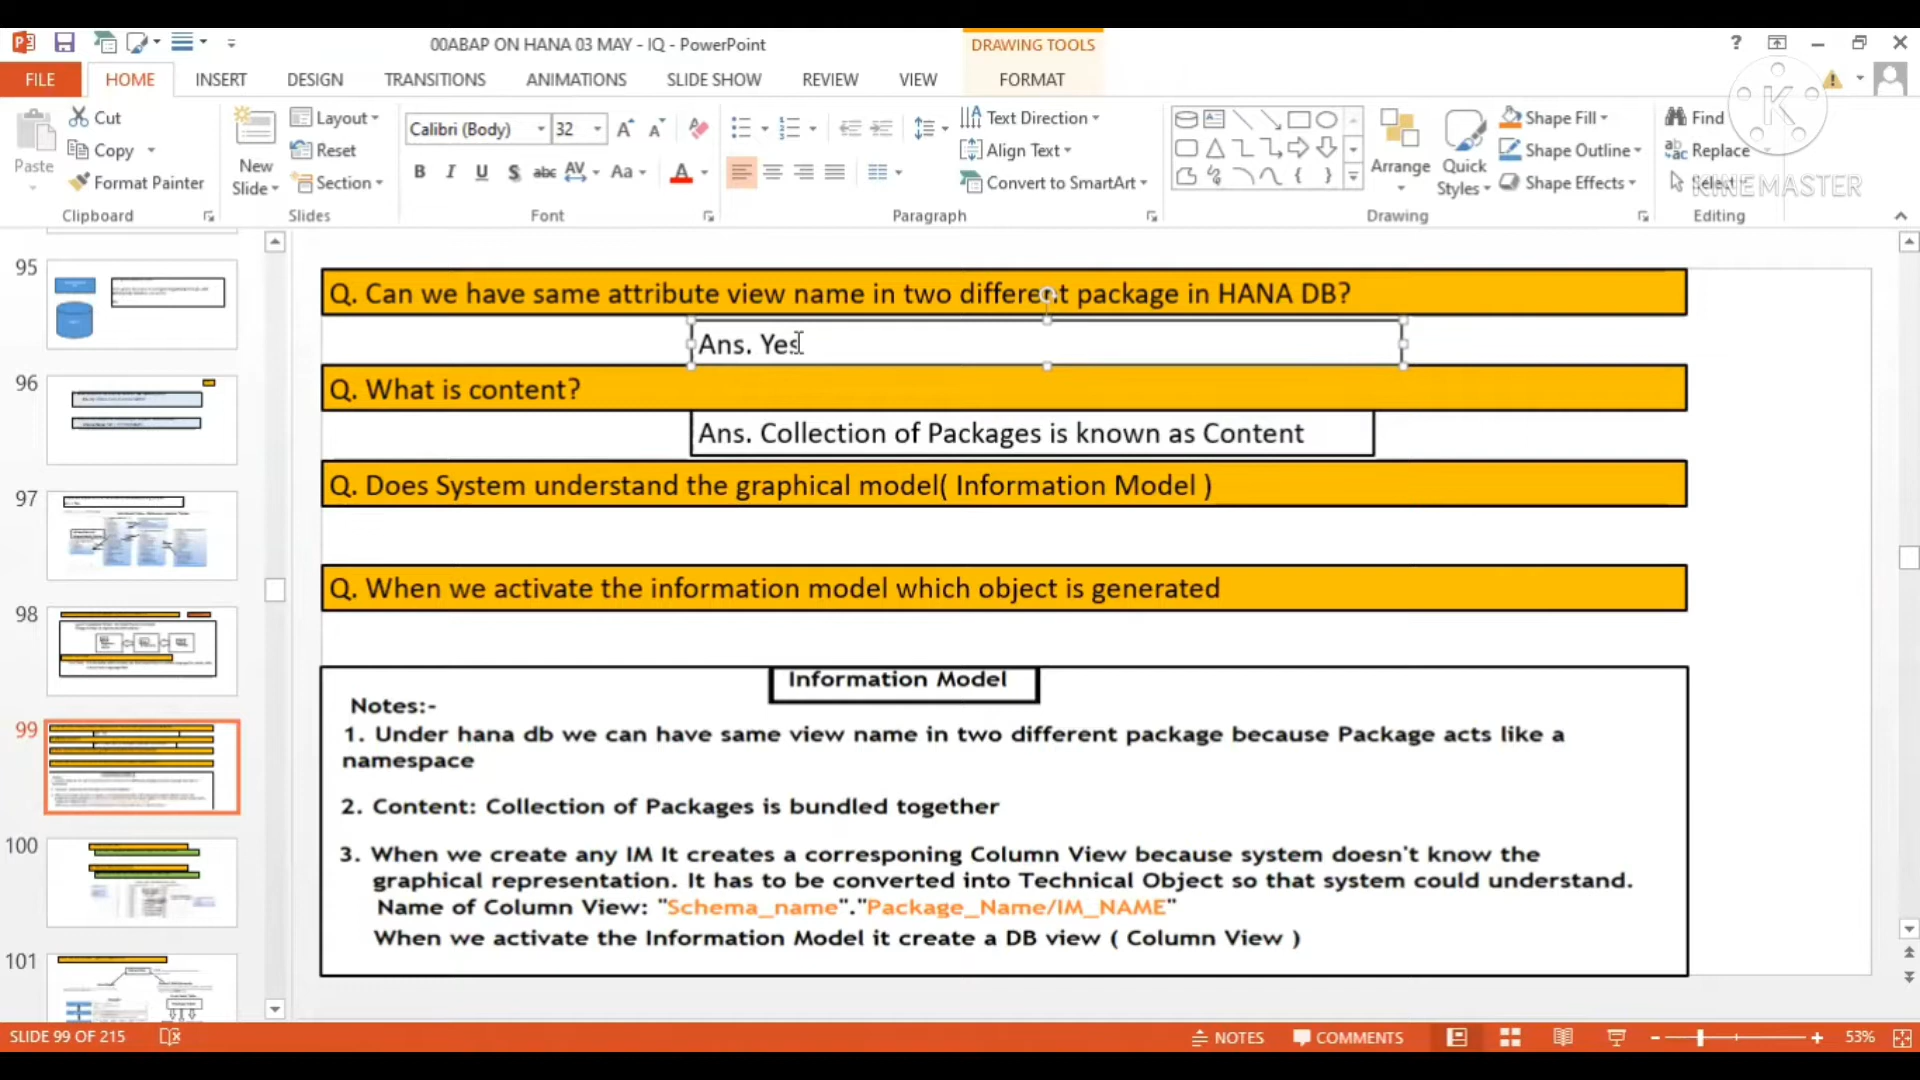 00ABAP ON HANA 03 MAY - IQ - PowerPoint
DRAWING TOOLS
FILE HOME INSERT DESIGN TRANSITIONS ANIMATIONS SLIDE SHOW REVIEW VIEW FORMAT
Paste
Cut
Copy
Format Painter
Clipboard
New Slide
Layout
Reset
Section
Slides
Calibri (Body) 32
B I U S abc AV Aa A
Font
Text Direction
Align Text
Convert to SmartArt
Paragraph
Arrange
Quick Styles
Shape Fill
Shape Outline
Shape Effects
Drawing
Find
Replace
Select
Editing
K
KINEMASTER
95
96
97
98
99
100
101
Q. Can we have same attribute view name in two different package in HANA DB?
Ans. Yes
Q. What is content?
Ans. Collection of Packages is known as Content
Q. Does System understand the graphical model( Information Model )
Q. When we activate the information model which object is generated
Information Model
Notes:-
1. Under hana db we can have same view name in two different package because Package acts like a
namespace
2. Content: Collection of Packages is bundled together
3. When we create any IM It creates a corresponing Column View because system doesn't know the
graphical representation. It has to be converted into Technical Object so that system could understand.
Name of Column View: "Schema_name"."Package_Name/IM_NAME"
When we activate the Information Model it create a DB view ( Column View )
SLIDE 99 OF 215
NOTES
COMMENTS
53%